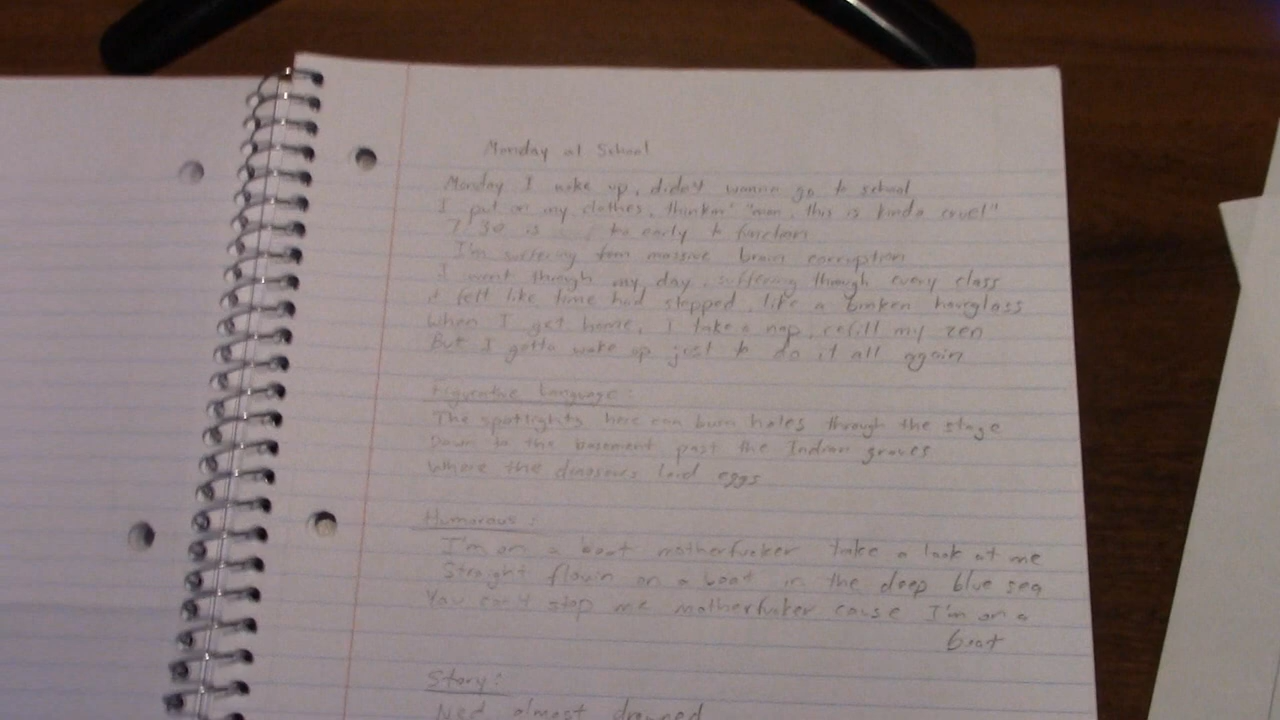 Monday at School
Monday I woke up, didn't wanna go to school
I put on my clothes, thinkin' "man, this is kinda cruel"
7:30 is to early to function
I'm suffering from massive brain corruption
I went through my day, suffering though every class
It felt like time had stopped, like a broken hourglass
When I get home, I take a nap, refill my zen
But I gotta wake up just to do it all again
Figurative Language:
The spotlights here can burn holes through the stage
Down to the basement past the Indian graves
Where the dinosaurs laid eggs
Humorous:
I'm on a boat motherfucker take a look at me
Straight flowin on a boat in the deep blue sea
You can't stop me motherfucker cause I'm on a
boat
Story:
Ned almost dropped